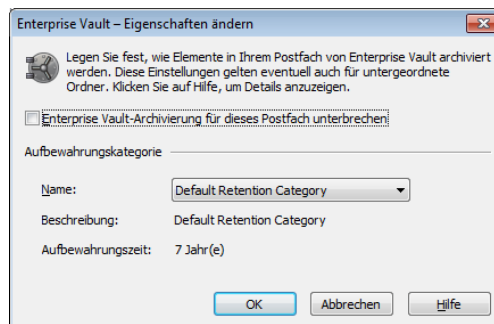 Enterprise Vault – Eigenschaften ändern
Legen Sie fest, wie Elemente in Ihrem Postfach von Enterprise Vault archiviert
werden. Diese Einstellungen gelten eventuell auch für untergeordnete
Ordner. Klicken Sie auf Hilfe, um Details anzuzeigen.
Enterprise Vault-Archivierung für dieses Postfach unterbrechen
Aufbewahrungskategorie
Name: Default Retention Category
Beschreibung: Default Retention Category
Aufbewahrungszeit: 7 Jahr(e)
OK Abbrechen Hilfe